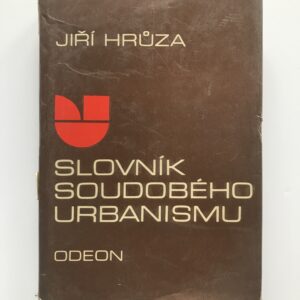 JIŘÍ HRŮZA
SLOVNÍK
SOUDOBÉHO
URBANISMU
ODEON